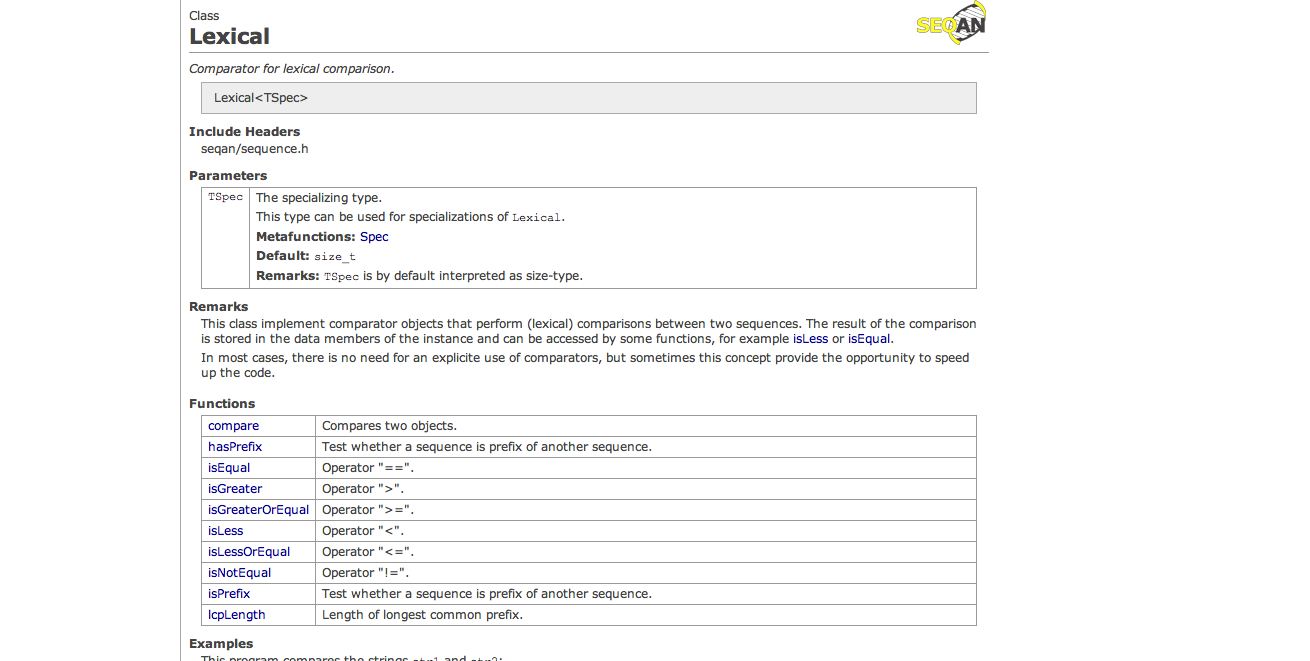 Class
SEQAN
Lexical
Comparator for lexical comparison.
Lexical<TSpec>
Include Headers
seqan/sequence.h
Parameters
TSpec The specializing type.
This type can be used for specializations of Lexical.
Metafunctions: Spec
Default: size_t
Remarks: TSpec is by default interpreted as size-type.
Remarks
This class implement comparator objects that perform (lexical) comparisons between two sequences. The result of the comparison
is stored in the data members of the instance and can be accessed by some functions, for example isLess or isEqual.
In most cases, there is no need for an explicite use of comparators, but sometimes this concept provide the opportunity to speed
up the code.
Functions
compare Compares two objects.
hasPrefix Test whether a sequence is prefix of another sequence.
isEqual Operator "==".
isGreater Operator ">".
isGreaterOrEqual Operator ">=".
isLess Operator "<".
isLessOrEqual Operator "<=".
isNotEqual Operator "!=".
isPrefix Test whether a sequence is prefix of another sequence.
lcpLength Length of longest common prefix.
Examples
This program compares the strings str1 and str2: